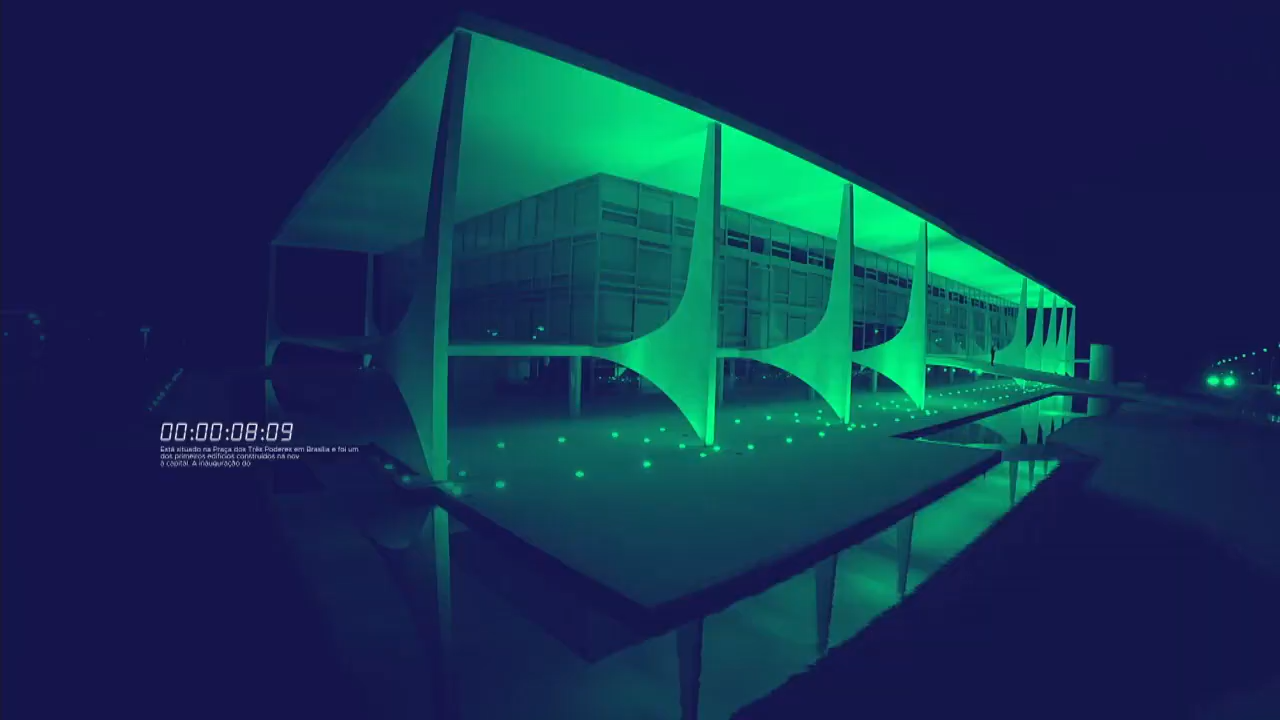 00:00:08:09
Está situado na Praça dos Três Poderes em Brasília e foi um
dos primeiros edifícios construídos na nov
a capital. A inauguração do